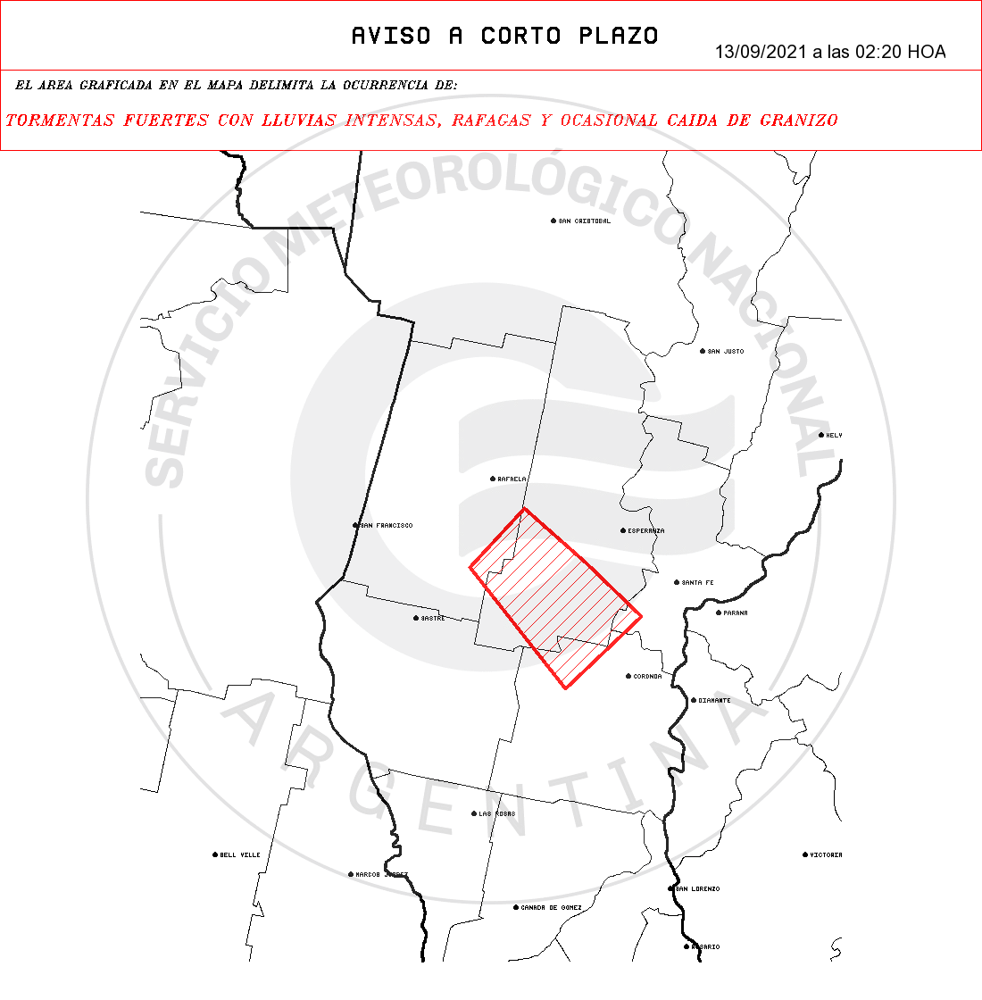 AVISO A CORTO PLAZO
13/09/2021 a las 02:20 HOA
EL AREA GRAFICADA EN EL MAPA DELIMITA LA OCURRENCIA DE:
TORMENTAS FUERTES CON LLUVIAS INTENSAS, RAFAGAS Y OCASIONAL CAIDA DE GRANIZO
SERVICIO METEOROLÓGICO NACIONAL
SAN CRISTOBAL
SAN JUSTO
HELV
RAFAELA
SAN FRANCISCO
ESPERANZA
SANTA FE
PARANA
SASTRE
CORONDA
DIAMANTE
ARGENTINA
LAS ROSAS
BELL VILLE
VICTORIA
MARCOS JUAREZ
SAN LORENZO
CANADA DE GOMEZ
ROSARIO